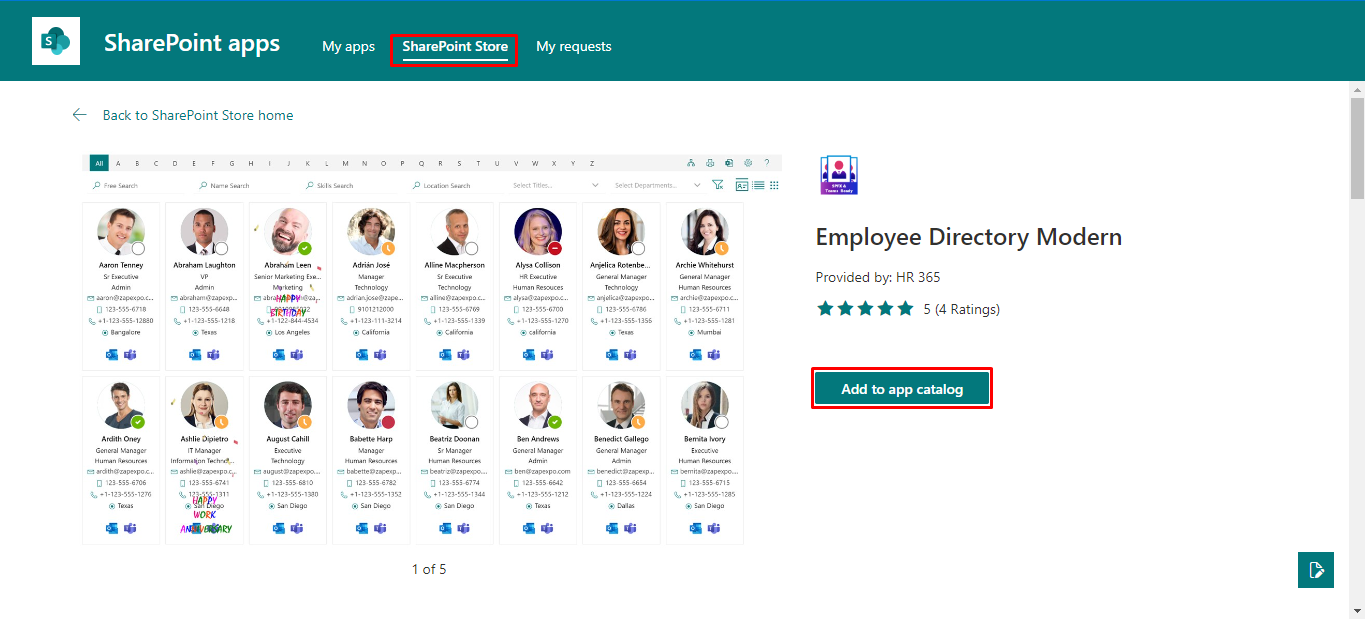 SharePoint apps
My apps
SharePoint Store
My requests
Back to SharePoint Store home
All A B C D E F G H I J K L M N O P Q R S T U V W X Y Z ?
Free Search Name Search Skills Search Location Search Select Titles... Select Departments...
Aaron Tenney Abraham Laughton Abraham Leen Adrián José Alline Macpherson Alysa Collison Anjelica Rotenbe... Archie Whitehurst
Sr Executive VP Senior Marketing Exe... Manager Sr Executive HR Executive General Manager General Manager
Admin Admin Marketing Technology Technology Human Resources Technology Human Resources
aaron@zapexpo.c... abraham@zapexp... adrian.jose@zape... alline@zapexpo.c... alysa@zapexpo.c... anjelica@zapexpo... archie@zapexpo.c...
123-555-6718 123-555-6648 9101212000 123-555-6769 123-555-6700 123-555-6786 123-555-6711
HAPPY BIRTHDAY
+1-123-555-12880 +1-123-555-1218 +1-122-844-4534 +1-123-111-3214 +1-123-555-1339 +1-123-555-1270 +1-123-555-1356 +1-123-555-1281
Bangalore Texas Los Angeles California California california Texas Mumbai
Ardith Oney Ashlie Dipietro August Cahill Babette Harp Beatriz Doonan Ben Andrews Benedict Gallego Bernita Ivory
General Manager IT Manager Executive Manager Sr Manager General Manager General Manager Executive
Human Resources Information Techn... Technology Human Resources Human Resources Admin Admin Human Resources
ardith@zapexpo.c... ashlie@zapexpo.c... august@zapexpo... babette@zapexp... beatriz@zapexpo... ben@zapexpo.com benedict@zapex... bernita@zapexpo...
123-555-6706 123-555-6741 123-555-6810 123-555-6782 123-555-6774 123-555-6642 123-555-6654 123-555-6715
+1-123-555-1276 +1-123-555-1311 +1-123-555-1380 +1-123-555-1352 +1-123-555-1344 +1-123-555-1212 +1-123-555-1224 +1-123-555-1285
Texas San Diego San Diego San Diego San Diego Texas Dallas San Diego
HAPPY WORK ANNIVERSARY
1 of 5
SPFX &
Teams Ready
Employee Directory Modern
Provided by: HR 365
5 (4 Ratings)
Add to app catalog